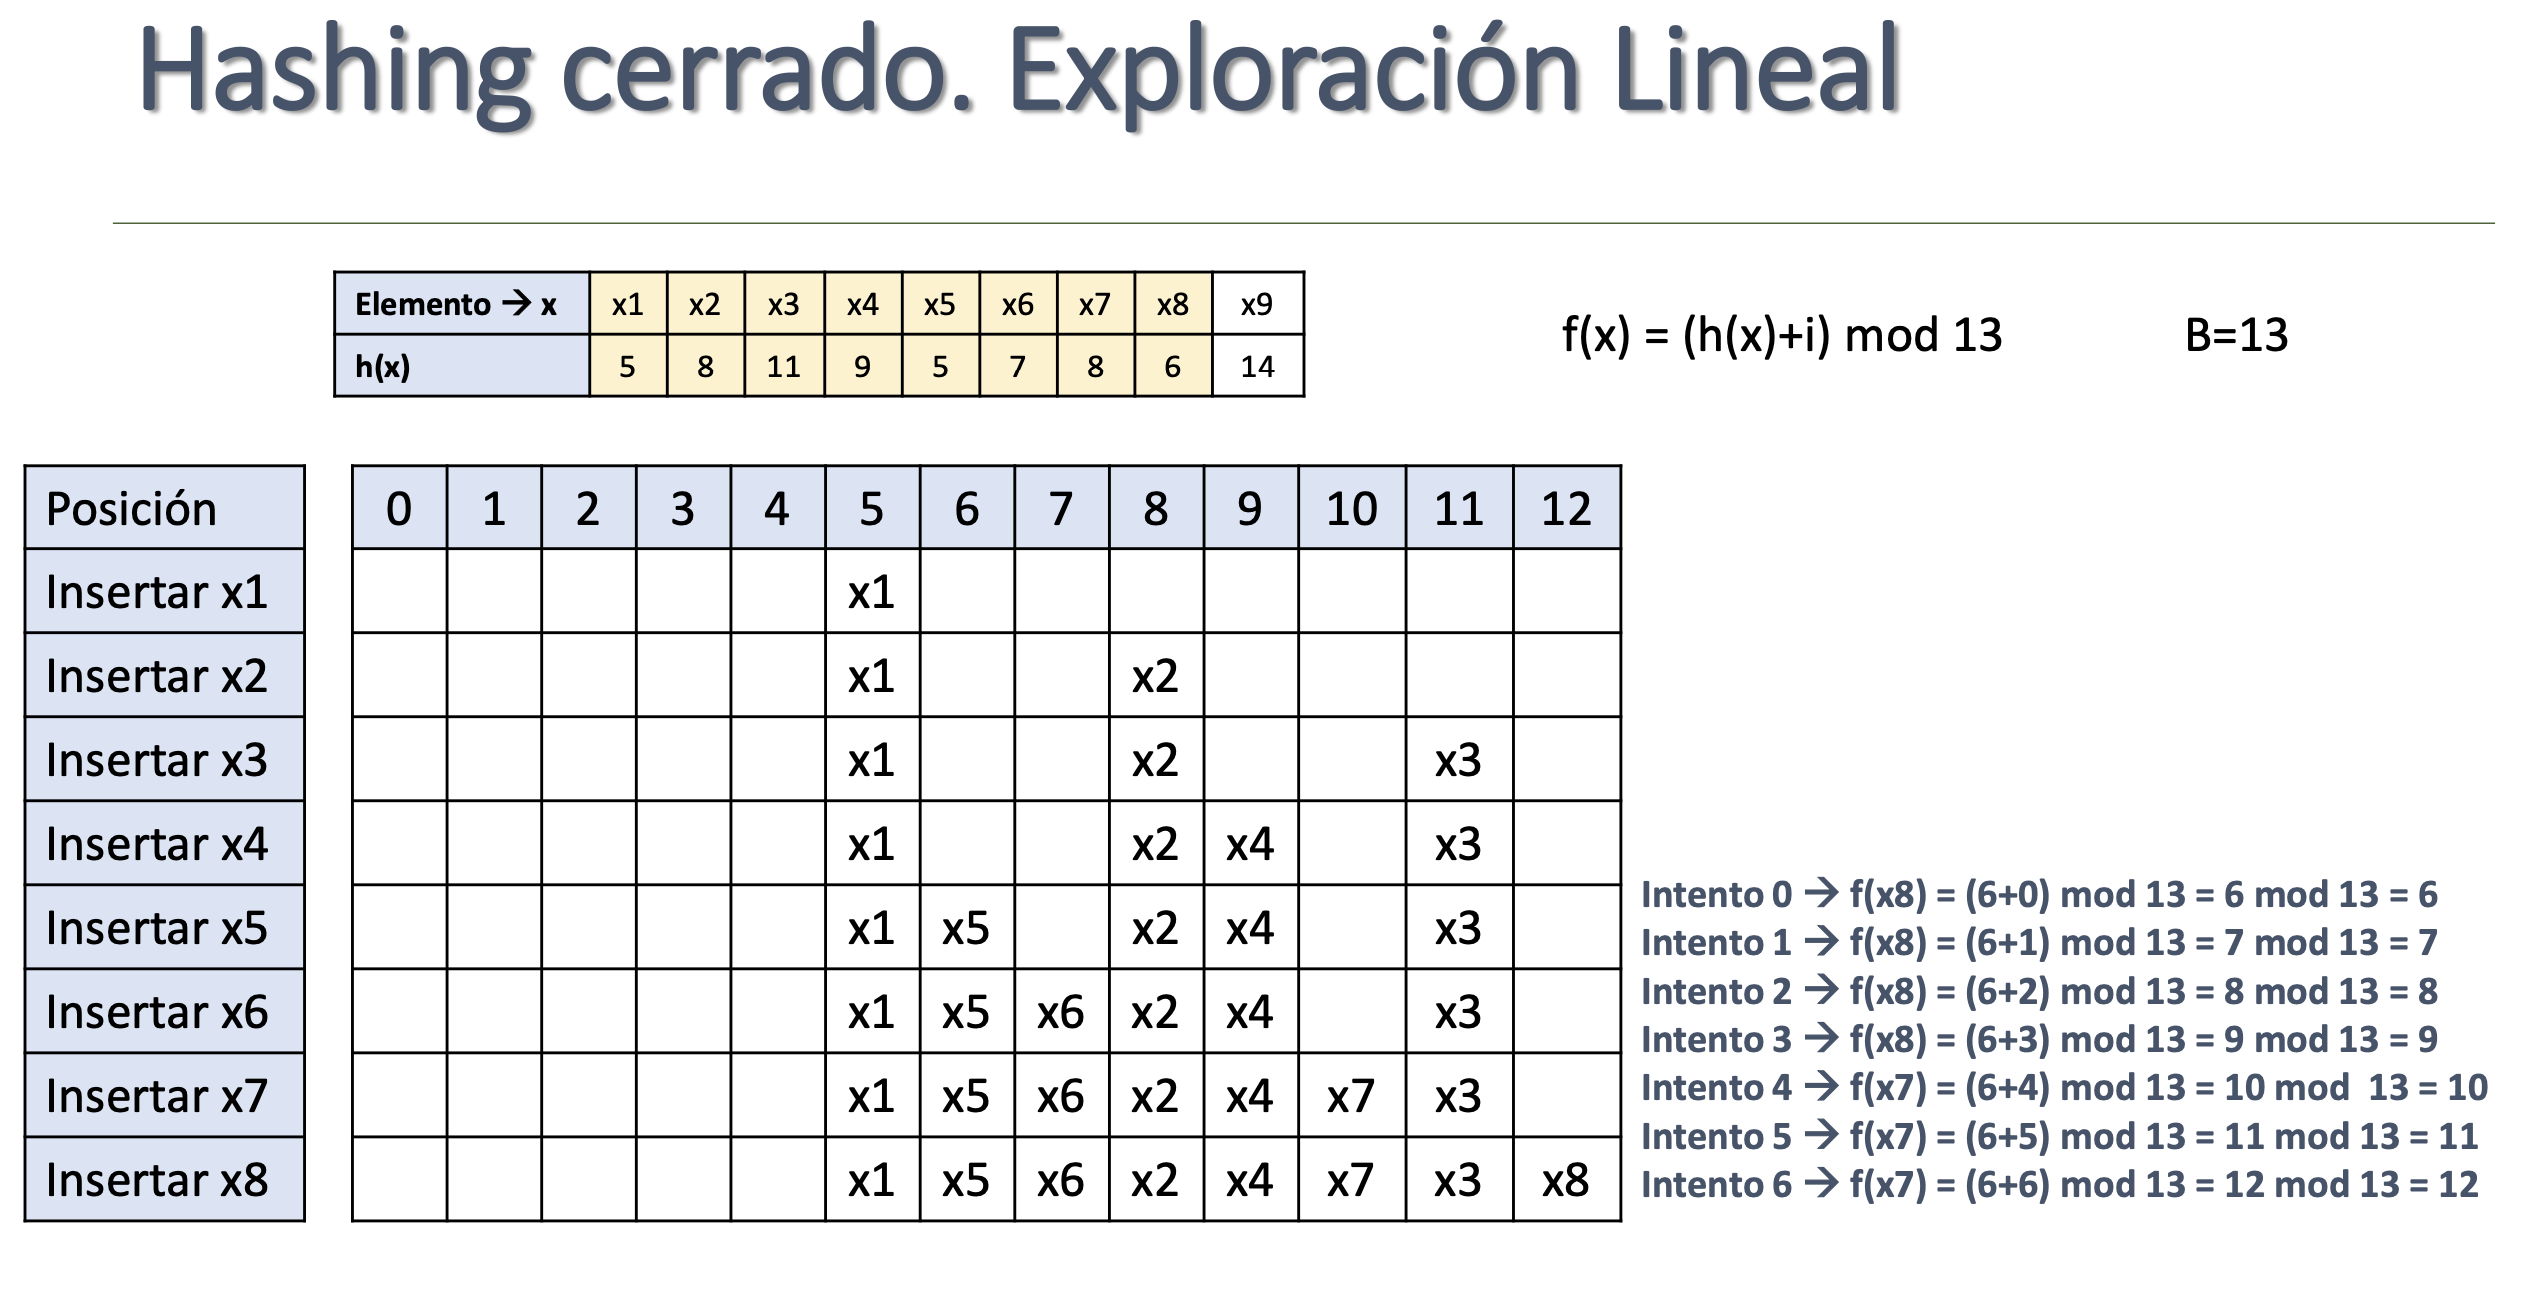 Hashing cerrado. Exploración Lineal
Elemento → x x1 x2 x3 x4 x5 x6 x7 x8 x9
h(x) 5 8 11 9 5 7 8 6 14
f(x) = (h(x)+i) mod 13 B=13
Posición 0 1 2 3 4 5 6 7 8 9 10 11 12
Insertar x1 x1
Insertar x2 x1 x2
Insertar x3 x1 x2 x3
Insertar x4 x1 x2 x4 x3
Insertar x5 x1 x5 x2 x4 x3
Insertar x6 x1 x5 x6 x2 x4 x3
Insertar x7 x1 x5 x6 x2 x4 x7 x3
Insertar x8 x1 x5 x6 x2 x4 x7 x3 x8
Intento 0 → f(x8) = (6+0) mod 13 = 6 mod 13 = 6
Intento 1 → f(x8) = (6+1) mod 13 = 7 mod 13 = 7
Intento 2 → f(x8) = (6+2) mod 13 = 8 mod 13 = 8
Intento 3 → f(x8) = (6+3) mod 13 = 9 mod 13 = 9
Intento 4 → f(x7) = (6+4) mod 13 = 10 mod 13 = 10
Intento 5 → f(x7) = (6+5) mod 13 = 11 mod 13 = 11
Intento 6 → f(x7) = (6+6) mod 13 = 12 mod 13 = 12